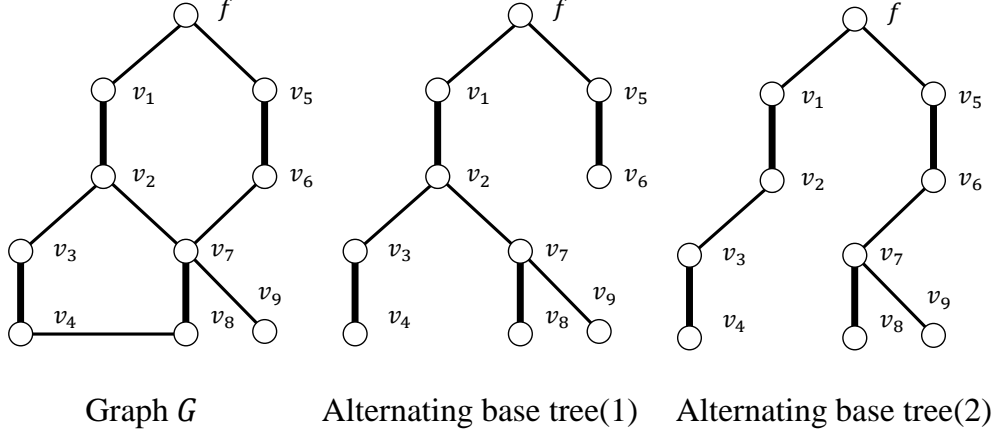 f f f
v₁ v₅ v₁ v₅ v₁ v₅
v₂ v₆ v₂ v₆ v₂ v₆
v₃ v₇ v₃ v₇ v₃ v₇
v₉ v₉ v₉
v₄ v₈ v₄ v₈ v₄ v₈
Graph G Alternating base tree(1) Alternating base tree(2)